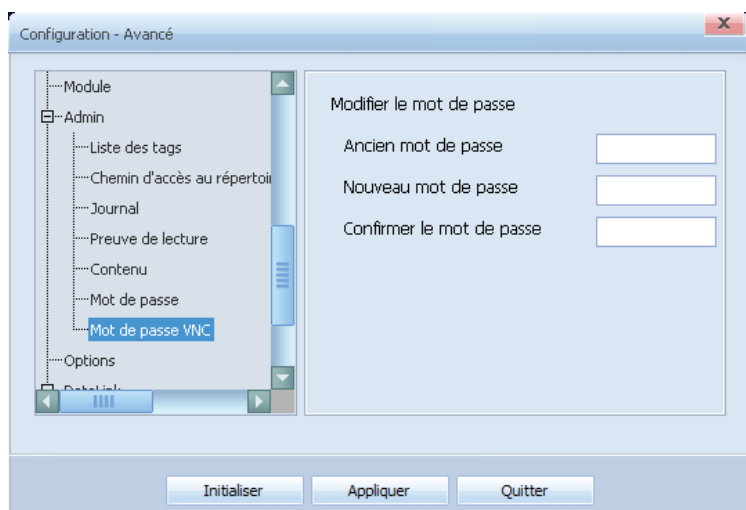 Configuration - Avancé
Module
Admin
Liste des tags
Chemin d'accès au répertoi
Journal
Preuve de lecture
Contenu
Mot de passe
Mot de passe VNC
Options
DataLink
Modifier le mot de passe
Ancien mot de passe
Nouveau mot de passe
Confirmer le mot de passe
Initialiser
Appliquer
Quitter